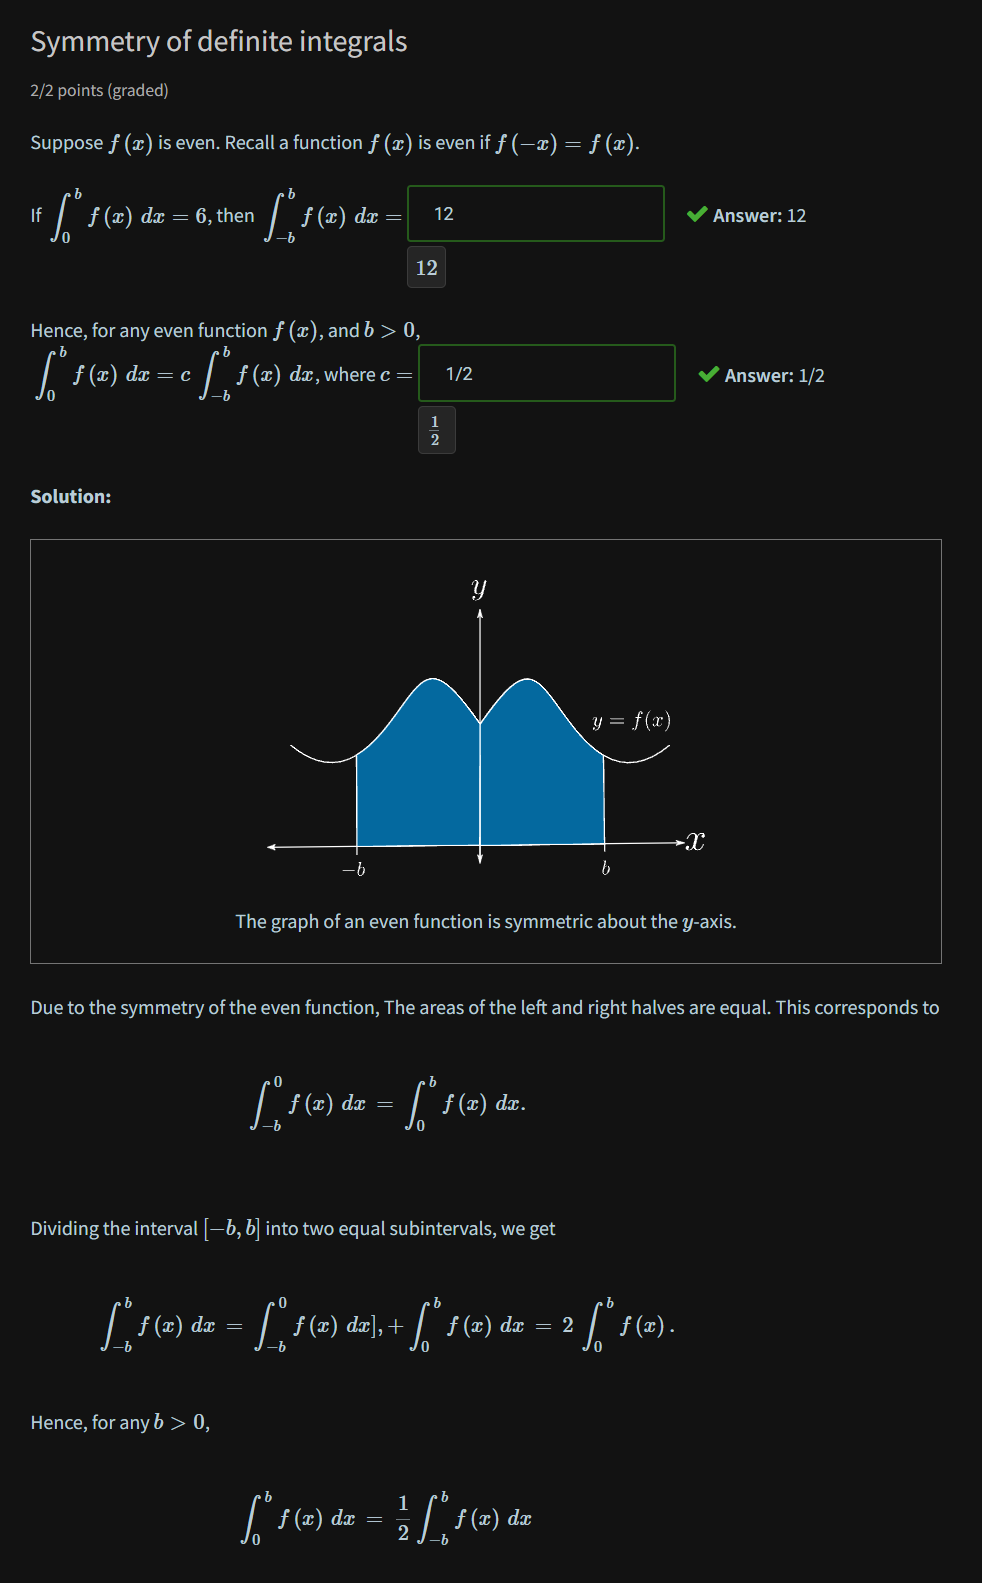 Symmetry of definite integrals
2/2 points (graded)
Suppose f (x) is even. Recall a function f (x) is even if f (−x) = f (x).
If ∫_0^b f (x) dx = 6, then ∫_{−b}^b f (x) dx = 12 ✔ Answer: 12
12
Hence, for any even function f (x), and b > 0,
∫_0^b f (x) dx = c ∫_{−b}^b f (x) dx, where c = 1/2 ✔ Answer: 1/2
1/2
Solution:
y
y = f(x)
x
−b b
The graph of an even function is symmetric about the y-axis.
Due to the symmetry of the even function, The areas of the left and right halves are equal. This corresponds to
∫_{−b}^0 f (x) dx = ∫_0^b f (x) dx.
Dividing the interval [−b, b] into two equal subintervals, we get
∫_{−b}^b f (x) dx = ∫_{−b}^0 f (x) dx], + ∫_0^b f (x) dx = 2 ∫_0^b f (x) .
Hence, for any b > 0,
∫_0^b f (x) dx = 1/2 ∫_{−b}^b f (x) dx